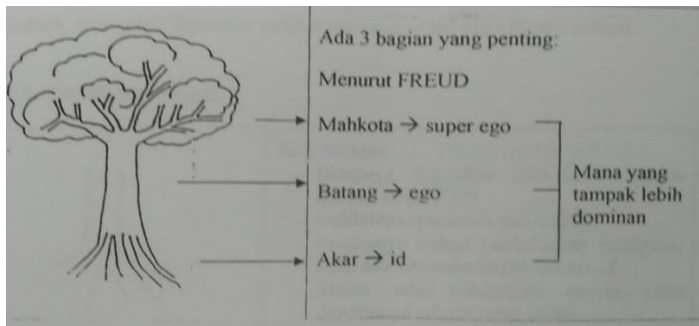 Ada 3 bagian yang penting:
Menurut FREUD
Mahkota → super ego
Batang → ego
Akar → id
Mana yang
tampak lebih
dominan